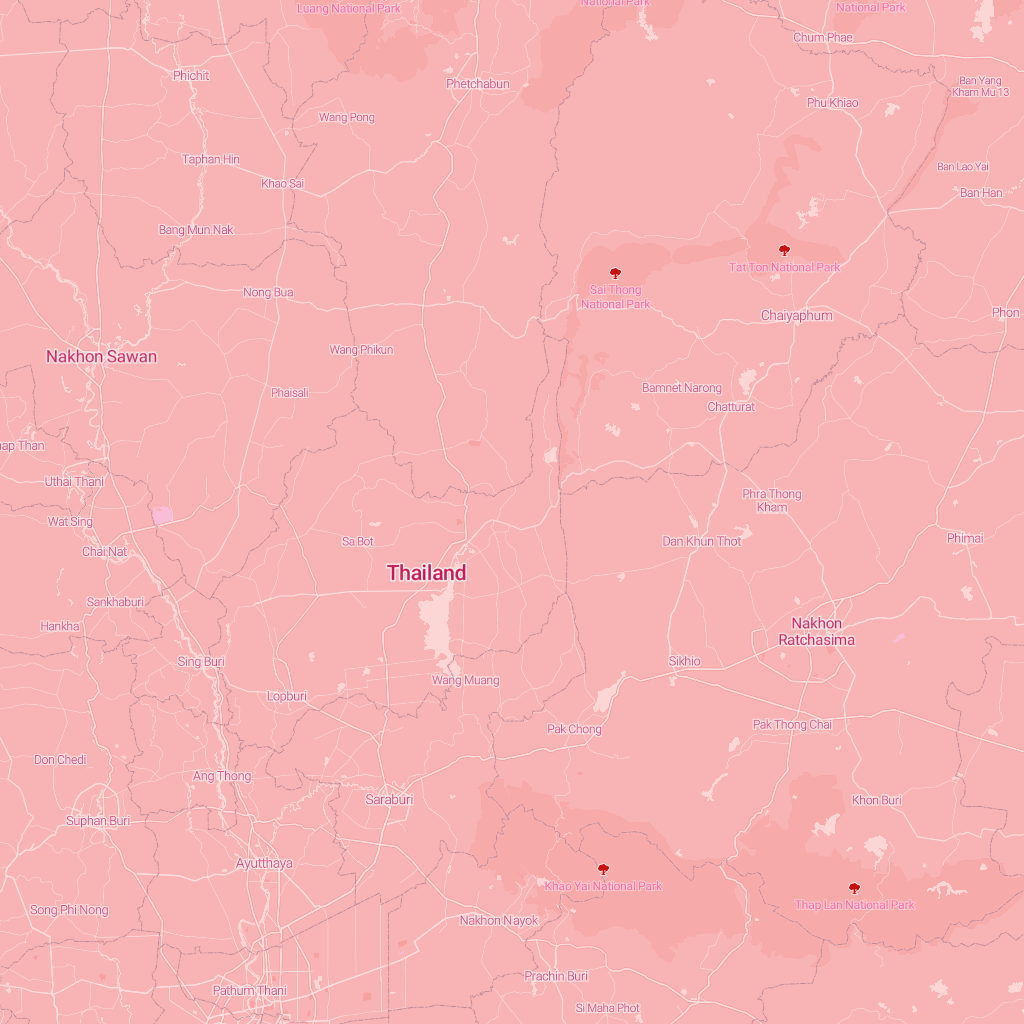 Luang National Park
National Park
National Park
Chum Phae
Phichit
Phetchabun
Ban Yang
Kham Mu 13
Phu Khiao
Wang Pong
Taphan Hin
Ban Lao Yai
Khao Sai
Ban Han
Bang Mun Nak
Tat Ton National Park
Nong Bua
Sai Thong
National Park
Chaiyaphum
Phon
Nakhon Sawan
Wang Phikun
Phaisali
Bamnet Narong
Chatturat
Than
Uthai Thani
Phra Thong
Kham
Wat Sing
Chai Nat
Sa Bot
Dan Khun Thot
Phimai
Thailand
Sankhaburi
Hankha
Nakhon
Ratchasima
Sing Buri
Sikhio
Wang Muang
Lopburi
Pak Chong
Pak Thong Chai
Don Chedi
Ang Thong
Saraburi
Khon Buri
Suphan Buri
Ayutthaya
Khao Yai National Park
Thap Lan National Park
Song Phi Nong
Nakhon Nayok
Prachin Buri
Pathum Thani
Si Maha Phot